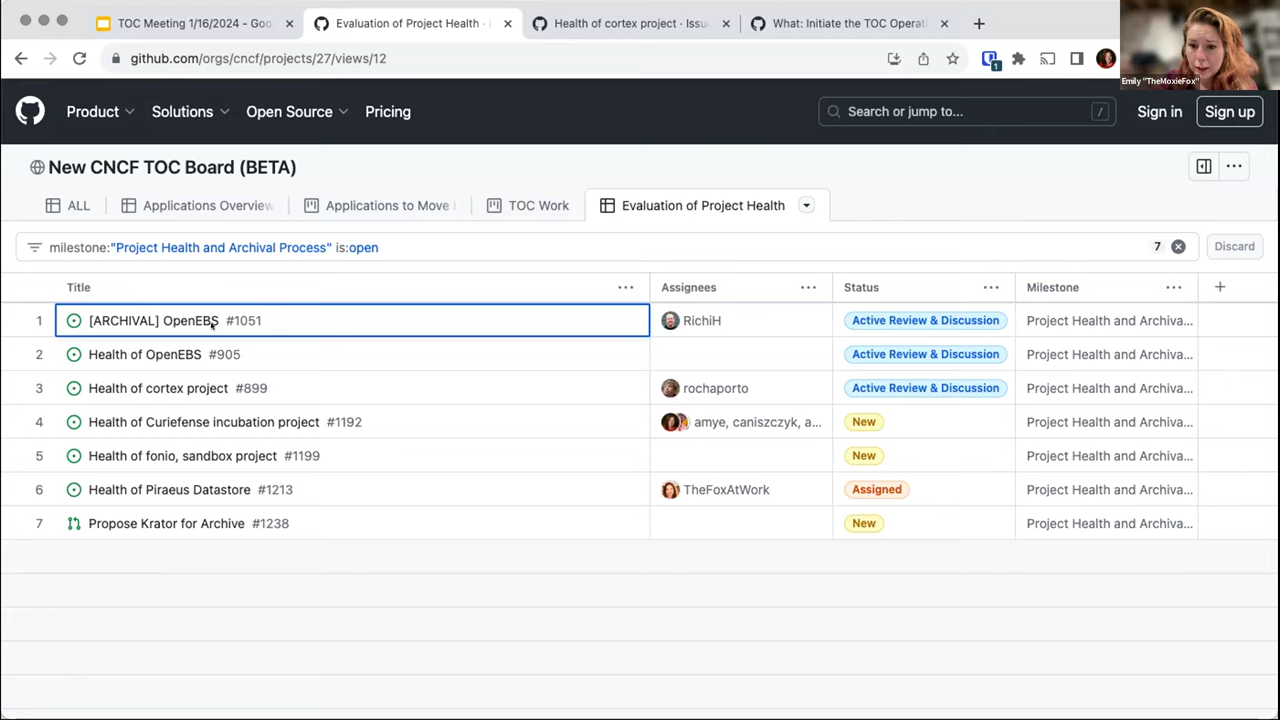 TOC Meeting 1/16/2024 - Goo
Evaluation of Project Health ·
Health of cortex project · Issu
What: Initiate the TOC Operati
github.com/orgs/cncf/projects/27/views/12
1
Emily "TheMoxieFox"
Product
Solutions
Open Source
Pricing
Search or jump to...
/
Sign in
Sign up
New CNCF TOC Board (BETA)
ALL
Applications Overview
Applications to Move
TOC Work
Evaluation of Project Health
milestone:"Project Health and Archival Process" is:open
7
Discard
Title
Assignees
Status
Milestone
1 [ARCHIVAL] OpenEBS #1051 RichiH Active Review & Discussion Project Health and Archiva...
2 Health of OpenEBS #905 Active Review & Discussion Project Health and Archiva...
3 Health of cortex project #899 rochaporto Active Review & Discussion Project Health and Archiva...
4 Health of Curiefense incubation project #1192 amye, caniszczyk, a... New Project Health and Archiva...
5 Health of fonio, sandbox project #1199 New Project Health and Archiva...
6 Health of Piraeus Datastore #1213 TheFoxAtWork Assigned Project Health and Archiva...
7 Propose Krator for Archive #1238 New Project Health and Archiva...